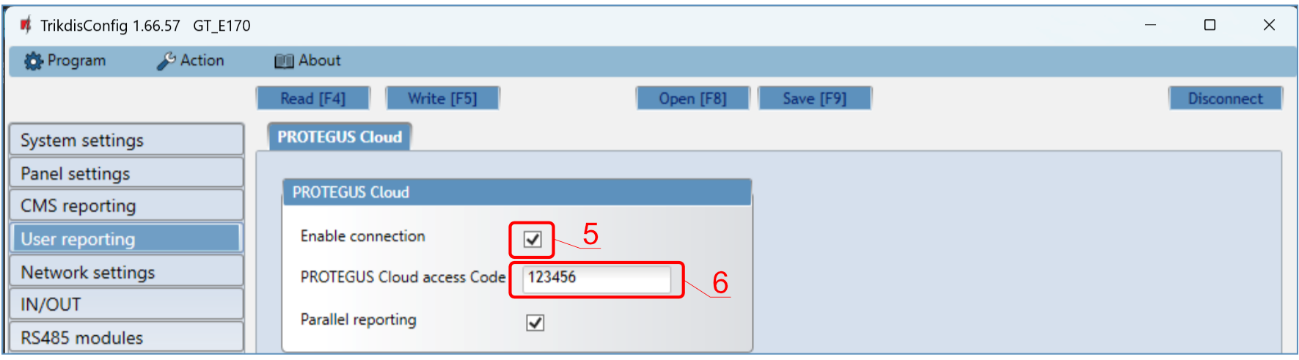 TrikdisConfig 1.66.57 GT_E170
Program Action About
Read [F4] Write [F5] Open [F8] Save [F9] Disconnect
System settings
Panel settings
CMS reporting
User reporting
Network settings
IN/OUT
RS485 modules
PROTEGUS Cloud
PROTEGUS Cloud
Enable connection 5
PROTEGUS Cloud access Code 123456 6
Parallel reporting